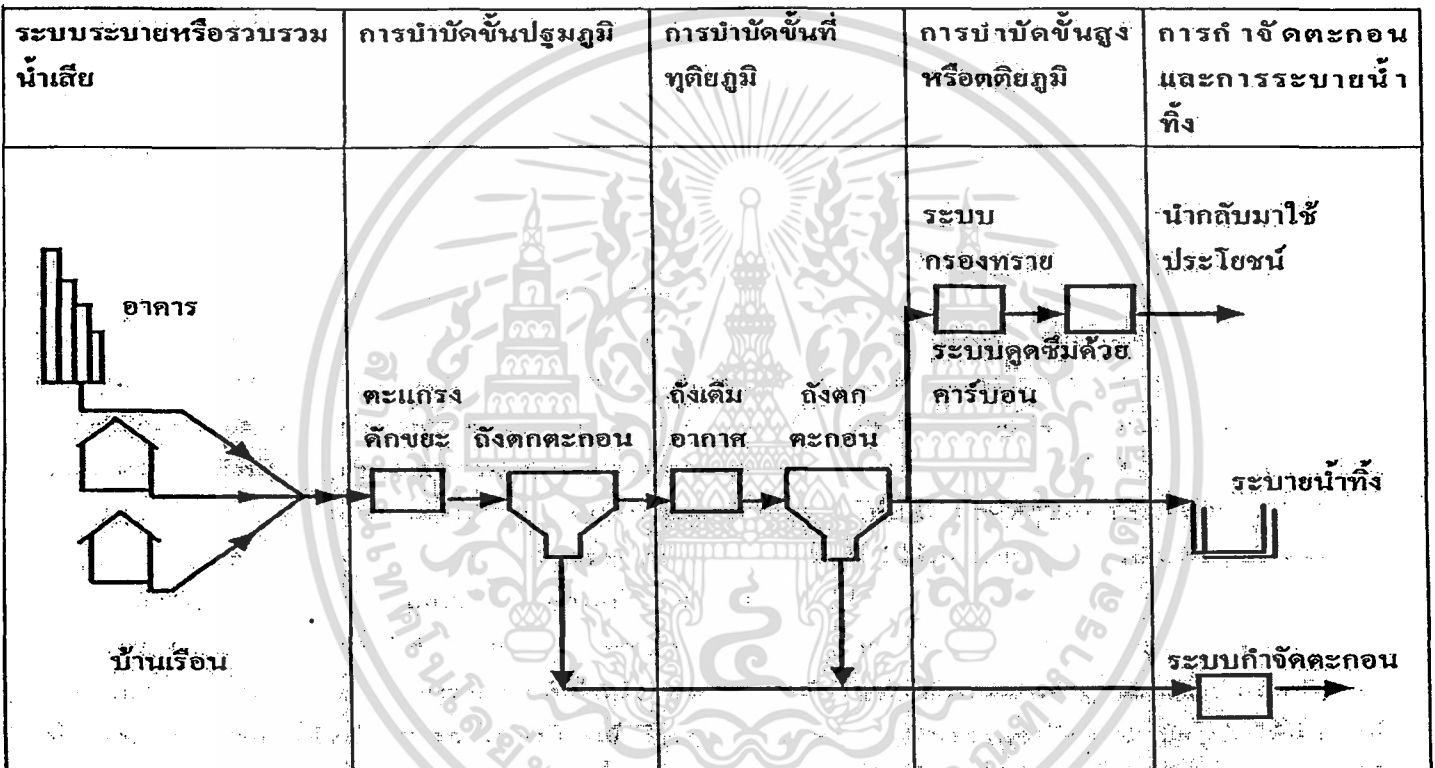 ระบบระบายหรือรวบรวม
น้ำเสีย
การบำบัดขั้นปฐมภูมิ
การบำบัดขั้นที่
ทุติยภูมิ
การบำบัดขั้นสูง
หรือตติยภูมิ
การกำจัดตะกอน
และการระบายน้ำ
ทิ้ง
อาคาร
บ้านเรือน
ตะแกรง
ดักขยะ
ถังตกตะกอน
ถังเติม
อากาศ
ถังตก
ตะกอน
ระบบ
กรองทราย
ระบบดูดซึมด้วย
คาร์บอน
นำกลับมาใช้
ประโยชน์
ระบายน้ำทิ้ง
ระบบกำจัดตะกอน